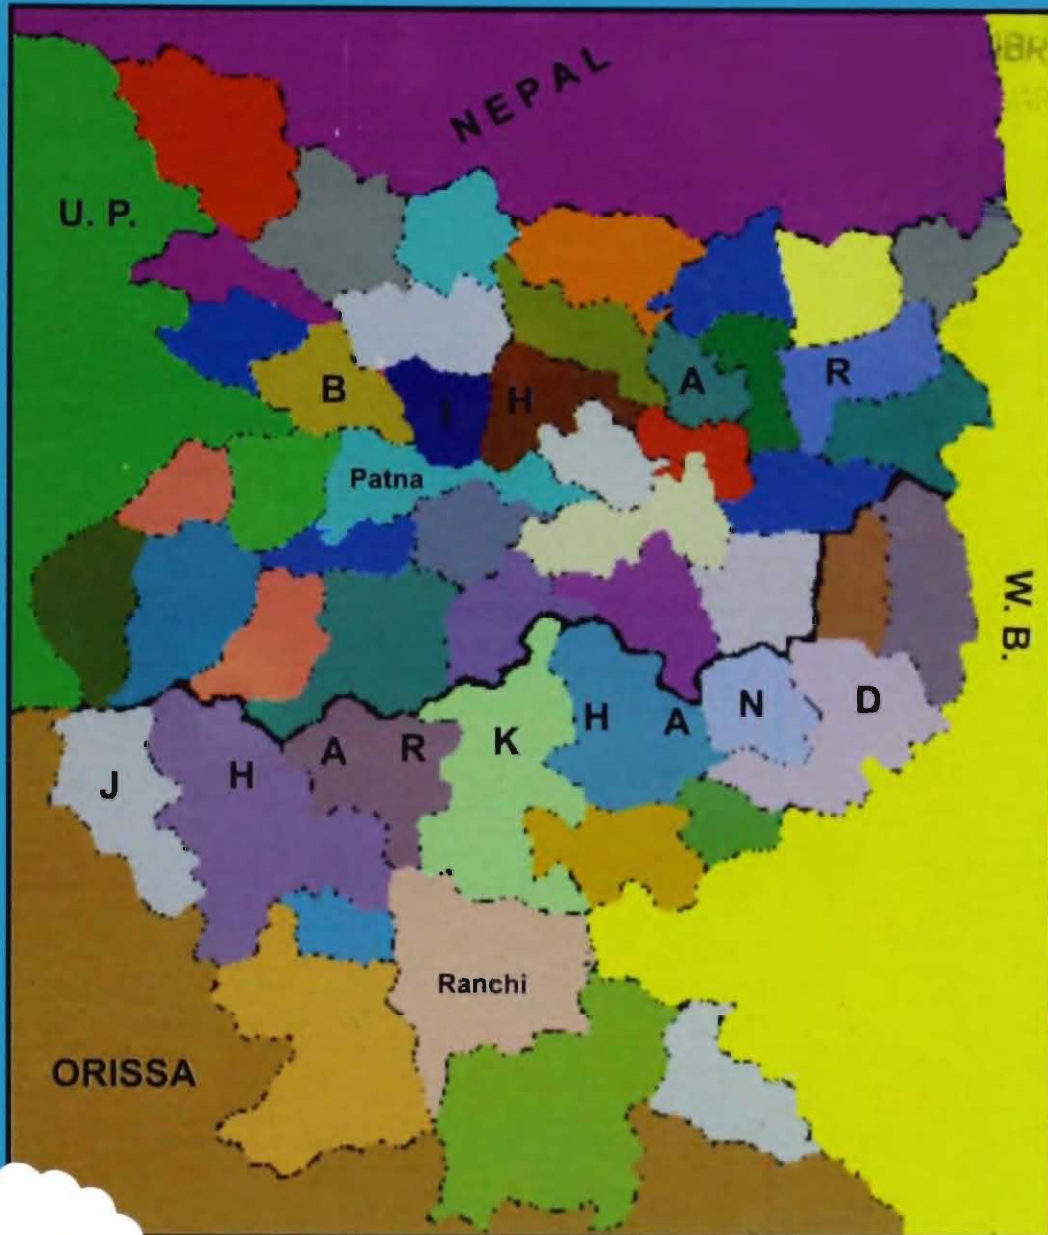 NEPAL
U. P.
B I H A R
Patna
W. B.
J H A R K H A N D
Ranchi
ORISSA